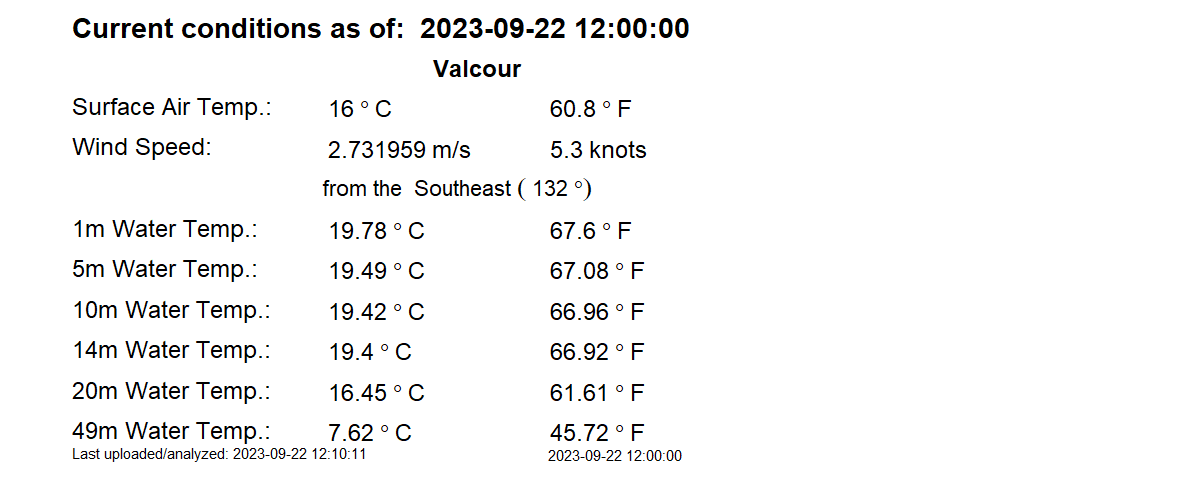 Current conditions as of:  2023-09-22 12:00:00
Valcour
Surface Air Temp.: 16 ° C 60.8 ° F
Wind Speed: 2.731959 m/s 5.3 knots
from the  Southeast ( 132 °)
1m Water Temp.: 19.78 ° C 67.6 ° F
5m Water Temp.: 19.49 ° C 67.08 ° F
10m Water Temp.: 19.42 ° C 66.96 ° F
14m Water Temp.: 19.4 ° C 66.92 ° F
20m Water Temp.: 16.45 ° C 61.61 ° F
49m Water Temp.: 7.62 ° C 45.72 ° F
Last uploaded/analyzed: 2023-09-22 12:10:11 2023-09-22 12:00:00